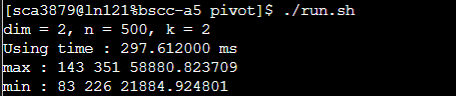 [sca3879@ln121%bscc-a5 pivot]$ ./run.sh
dim = 2, n = 500, k = 2
Using time : 297.612000 ms
max : 143 351 58880.823709
min : 83 226 21884.924801